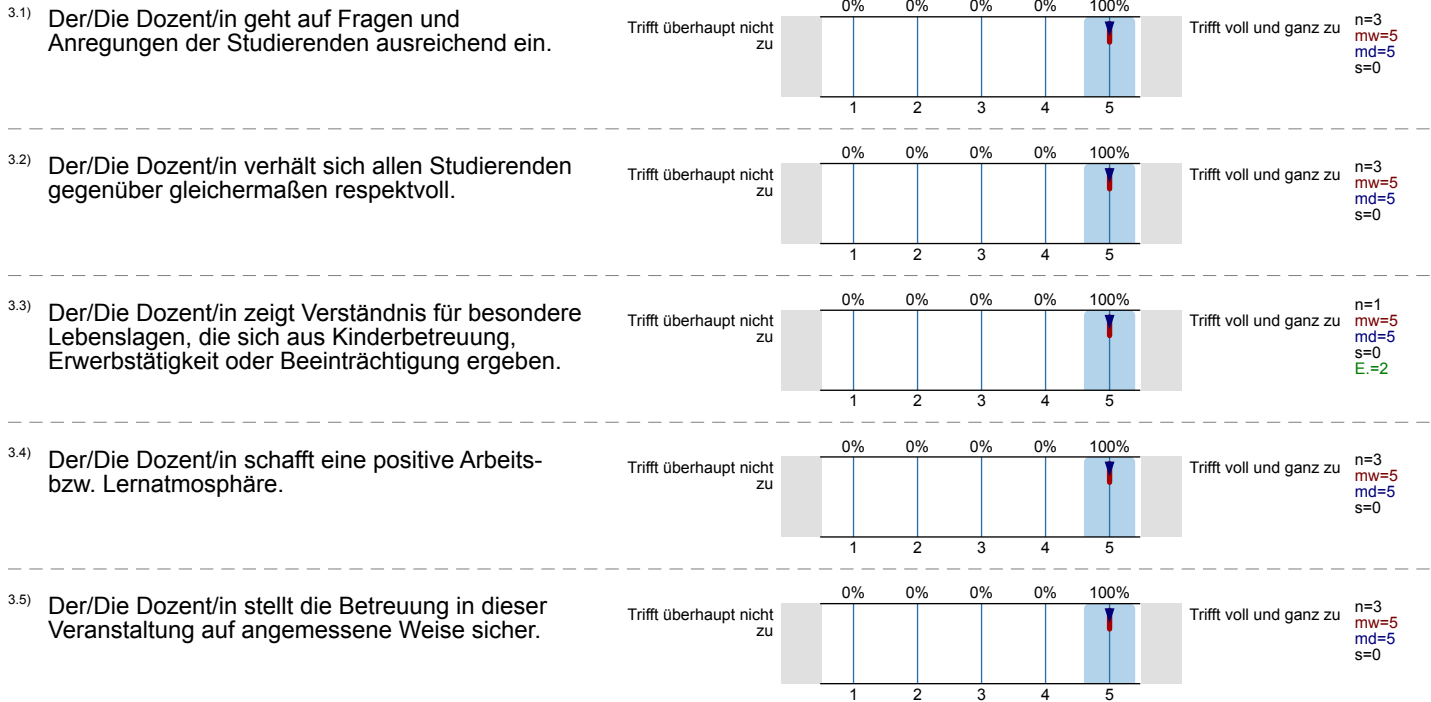 3.1) Der/Die Dozent/in geht auf Fragen und
Anregungen der Studierenden ausreichend ein.
Trifft überhaupt nicht
zu
0% 0% 0% 0% 100%
1 2 3 4 5
Trifft voll und ganz zu
n=3
mw=5
md=5
s=0
3.2) Der/Die Dozent/in verhält sich allen Studierenden
gegenüber gleichermaßen respektvoll.
Trifft überhaupt nicht
zu
0% 0% 0% 0% 100%
1 2 3 4 5
Trifft voll und ganz zu
n=3
mw=5
md=5
s=0
3.3) Der/Die Dozent/in zeigt Verständnis für besondere
Lebenslagen, die sich aus Kinderbetreuung,
Erwerbstätigkeit oder Beeinträchtigung ergeben.
Trifft überhaupt nicht
zu
0% 0% 0% 0% 100%
1 2 3 4 5
Trifft voll und ganz zu
n=1
mw=5
md=5
s=0
E.=2
3.4) Der/Die Dozent/in schafft eine positive Arbeits-
bzw. Lernatmosphäre.
Trifft überhaupt nicht
zu
0% 0% 0% 0% 100%
1 2 3 4 5
Trifft voll und ganz zu
n=3
mw=5
md=5
s=0
3.5) Der/Die Dozent/in stellt die Betreuung in dieser
Veranstaltung auf angemessene Weise sicher.
Trifft überhaupt nicht
zu
0% 0% 0% 0% 100%
1 2 3 4 5
Trifft voll und ganz zu
n=3
mw=5
md=5
s=0